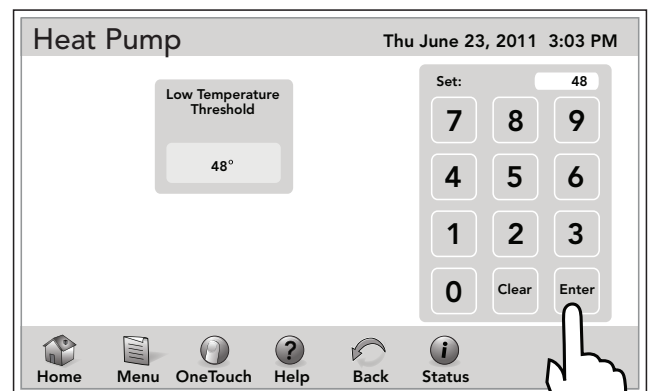 Heat Pump
Thu June 23, 2011 3:03 PM
Low Temperature
Threshold
48°
Set: 48
7 8 9
4 5 6
1 2 3
0 Clear Enter
?
i
Home Menu OneTouch Help Back Status